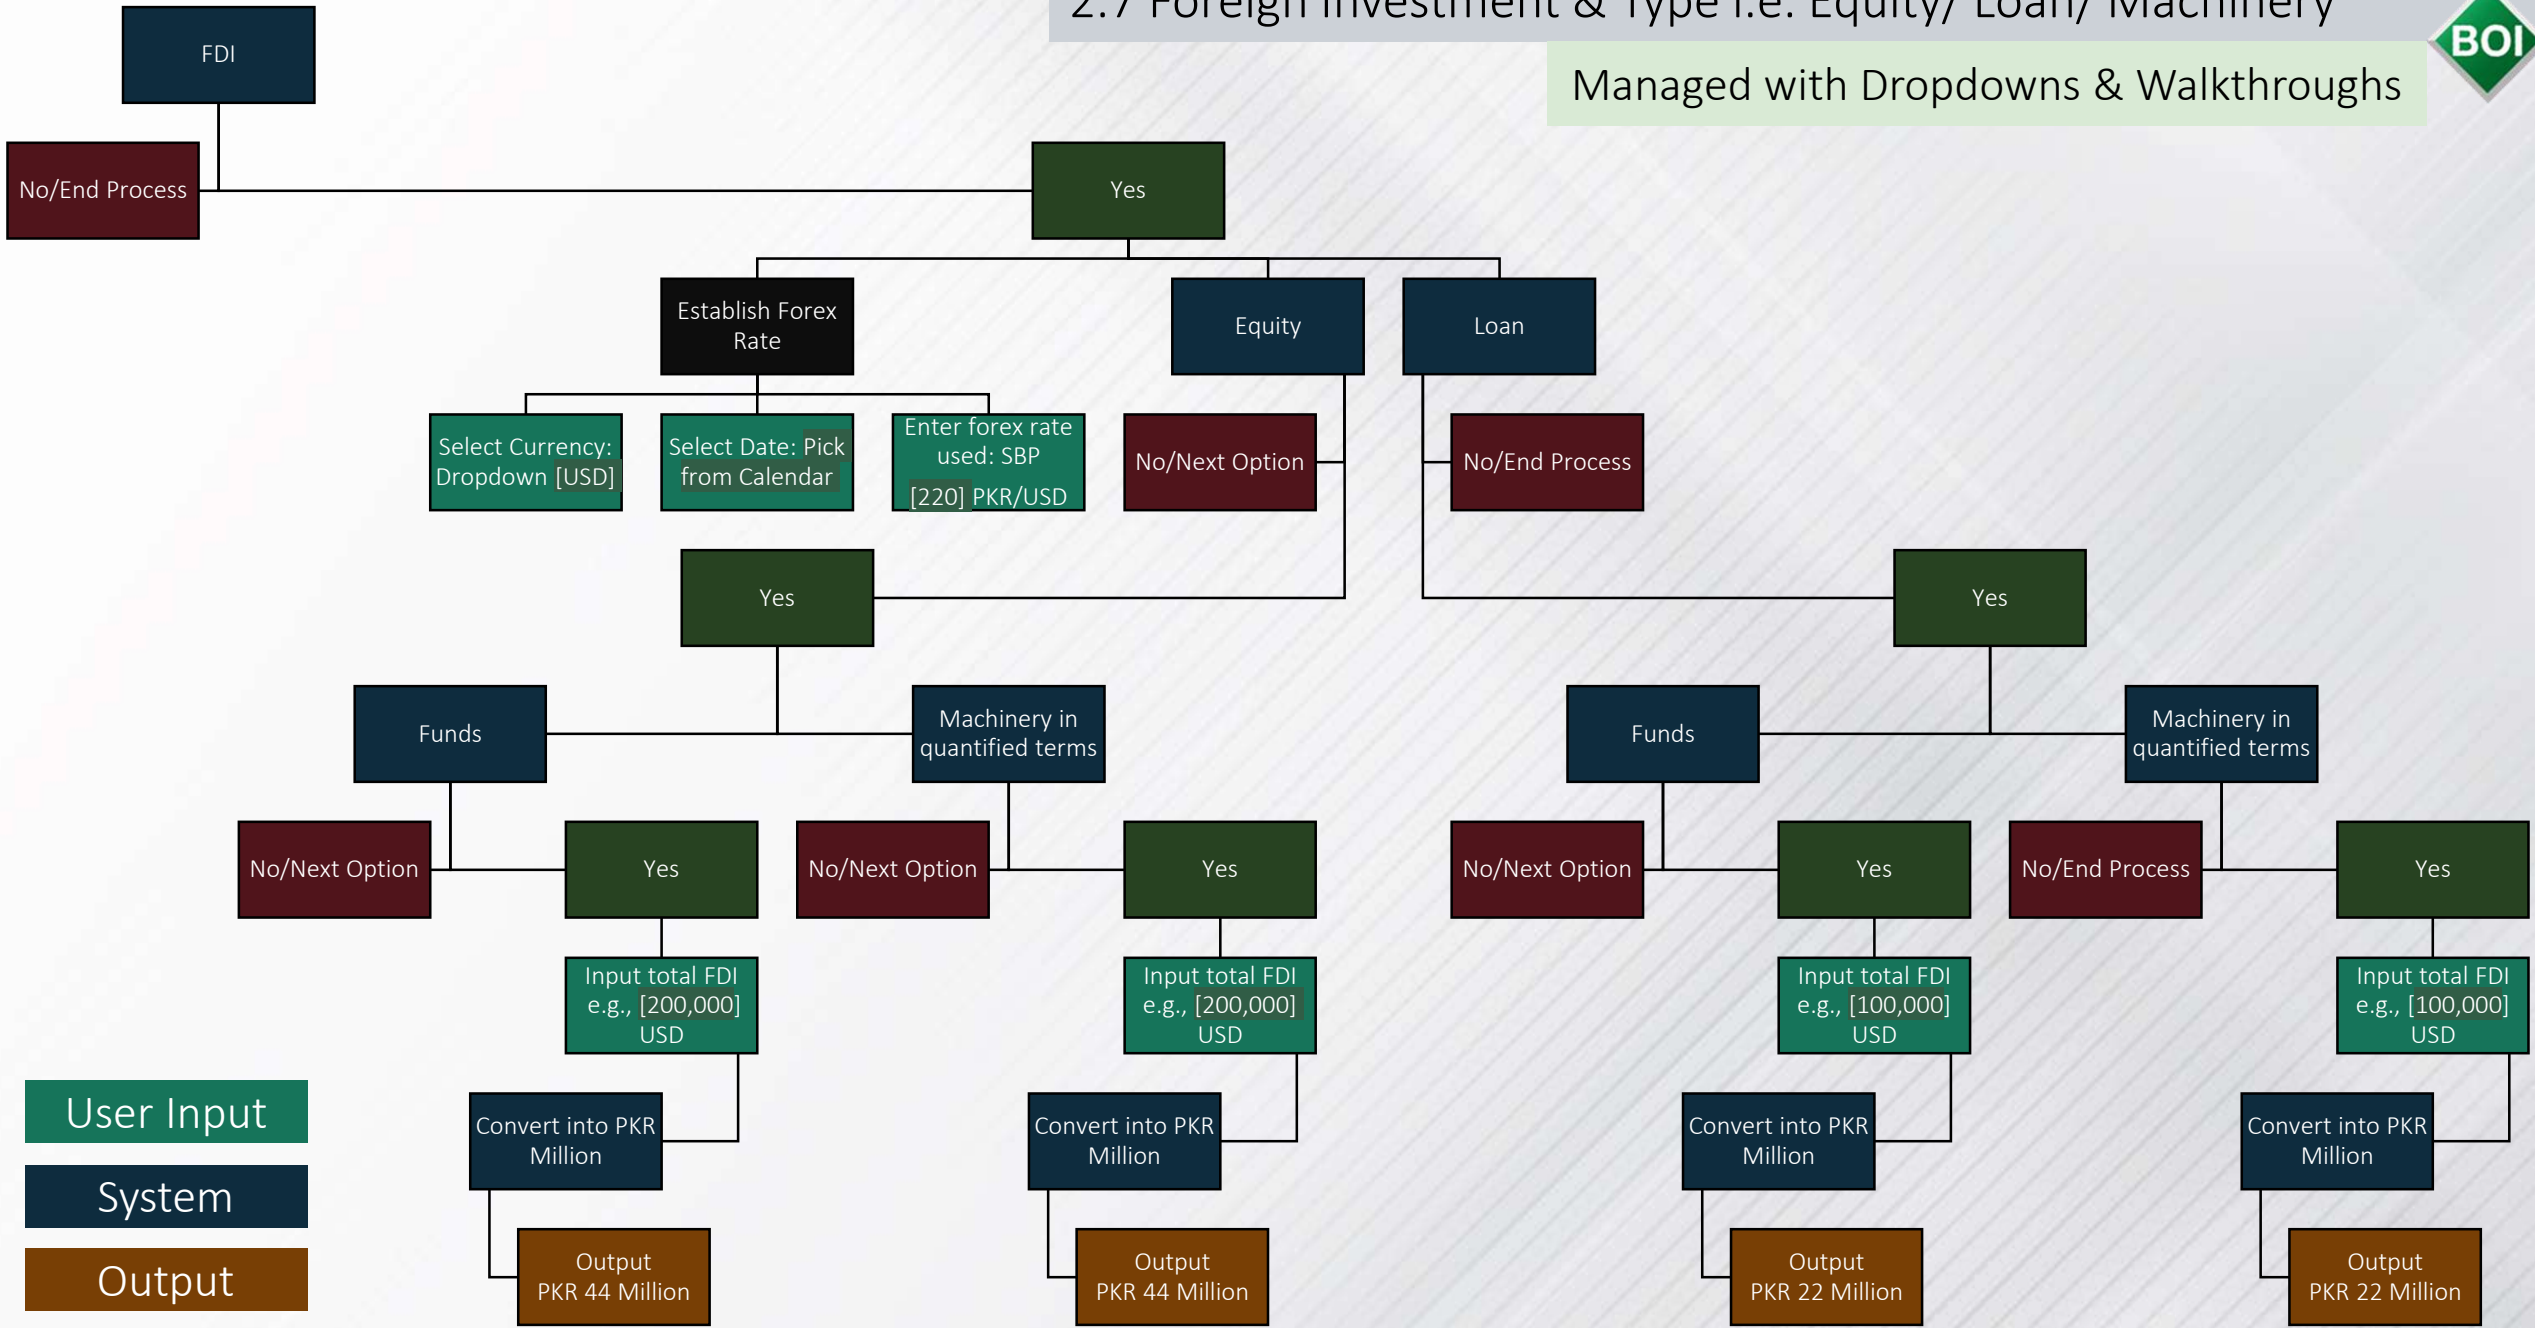 2.7 Foreign Investment & Type i.e. Equity/ Loan/ Machinery
BOI
Managed with Dropdowns & Walkthroughs
FDI
No/End Process
Yes
Establish Forex
Rate
Equity
Loan
Select Currency:
Dropdown [USD]
Select Date: Pick
from Calendar
Enter forex rate
used: SBP
[220] PKR/USD
No/Next Option
No/End Process
Yes
Yes
Funds
Machinery in
quantified terms
Funds
Machinery in
quantified terms
No/Next Option
Yes
No/Next Option
Yes
No/Next Option
Yes
No/End Process
Yes
Input total FDI
e.g., [200,000]
USD
Input total FDI
e.g., [200,000]
USD
Input total FDI
e.g., [100,000]
USD
Input total FDI
e.g., [100,000]
USD
Convert into PKR
Million
Convert into PKR
Million
Convert into PKR
Million
Convert into PKR
Million
Output
PKR 44 Million
Output
PKR 44 Million
Output
PKR 22 Million
Output
PKR 22 Million
User Input
System
Output